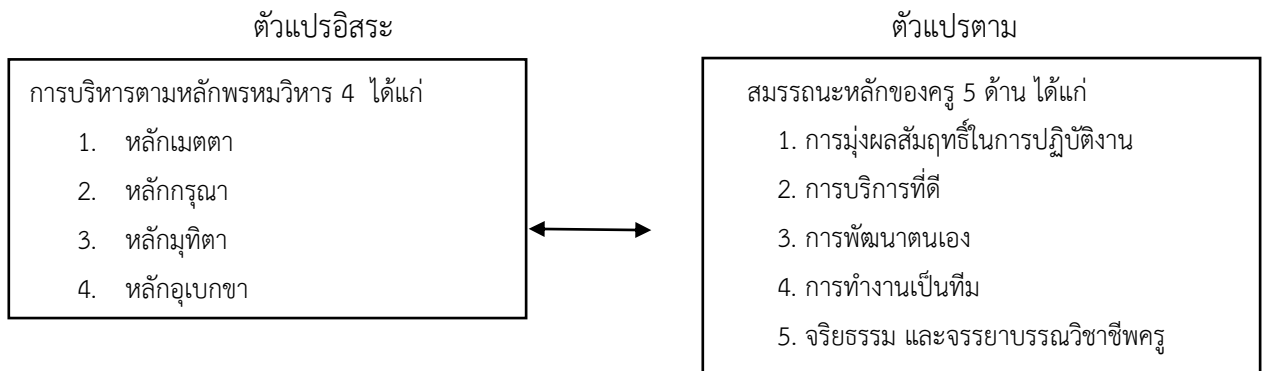 ตัวแปรอิสระ
การบริหารตามหลักพรหมวิหาร 4 ได้แก่
1. หลักเมตตา
2. หลักกรุณา
3. หลักมุทิตา
4. หลักอุเบกขา
ตัวแปรตาม
สมรรถนะหลักของครู 5 ด้าน ได้แก่
1. การมุ่งผลสัมฤทธิ์ในการปฏิบัติงาน
2. การบริการที่ดี
3. การพัฒนาตนเอง
4. การทำงานเป็นทีม
5. จริยธรรม และจรรยาบรรณวิชาชีพครู